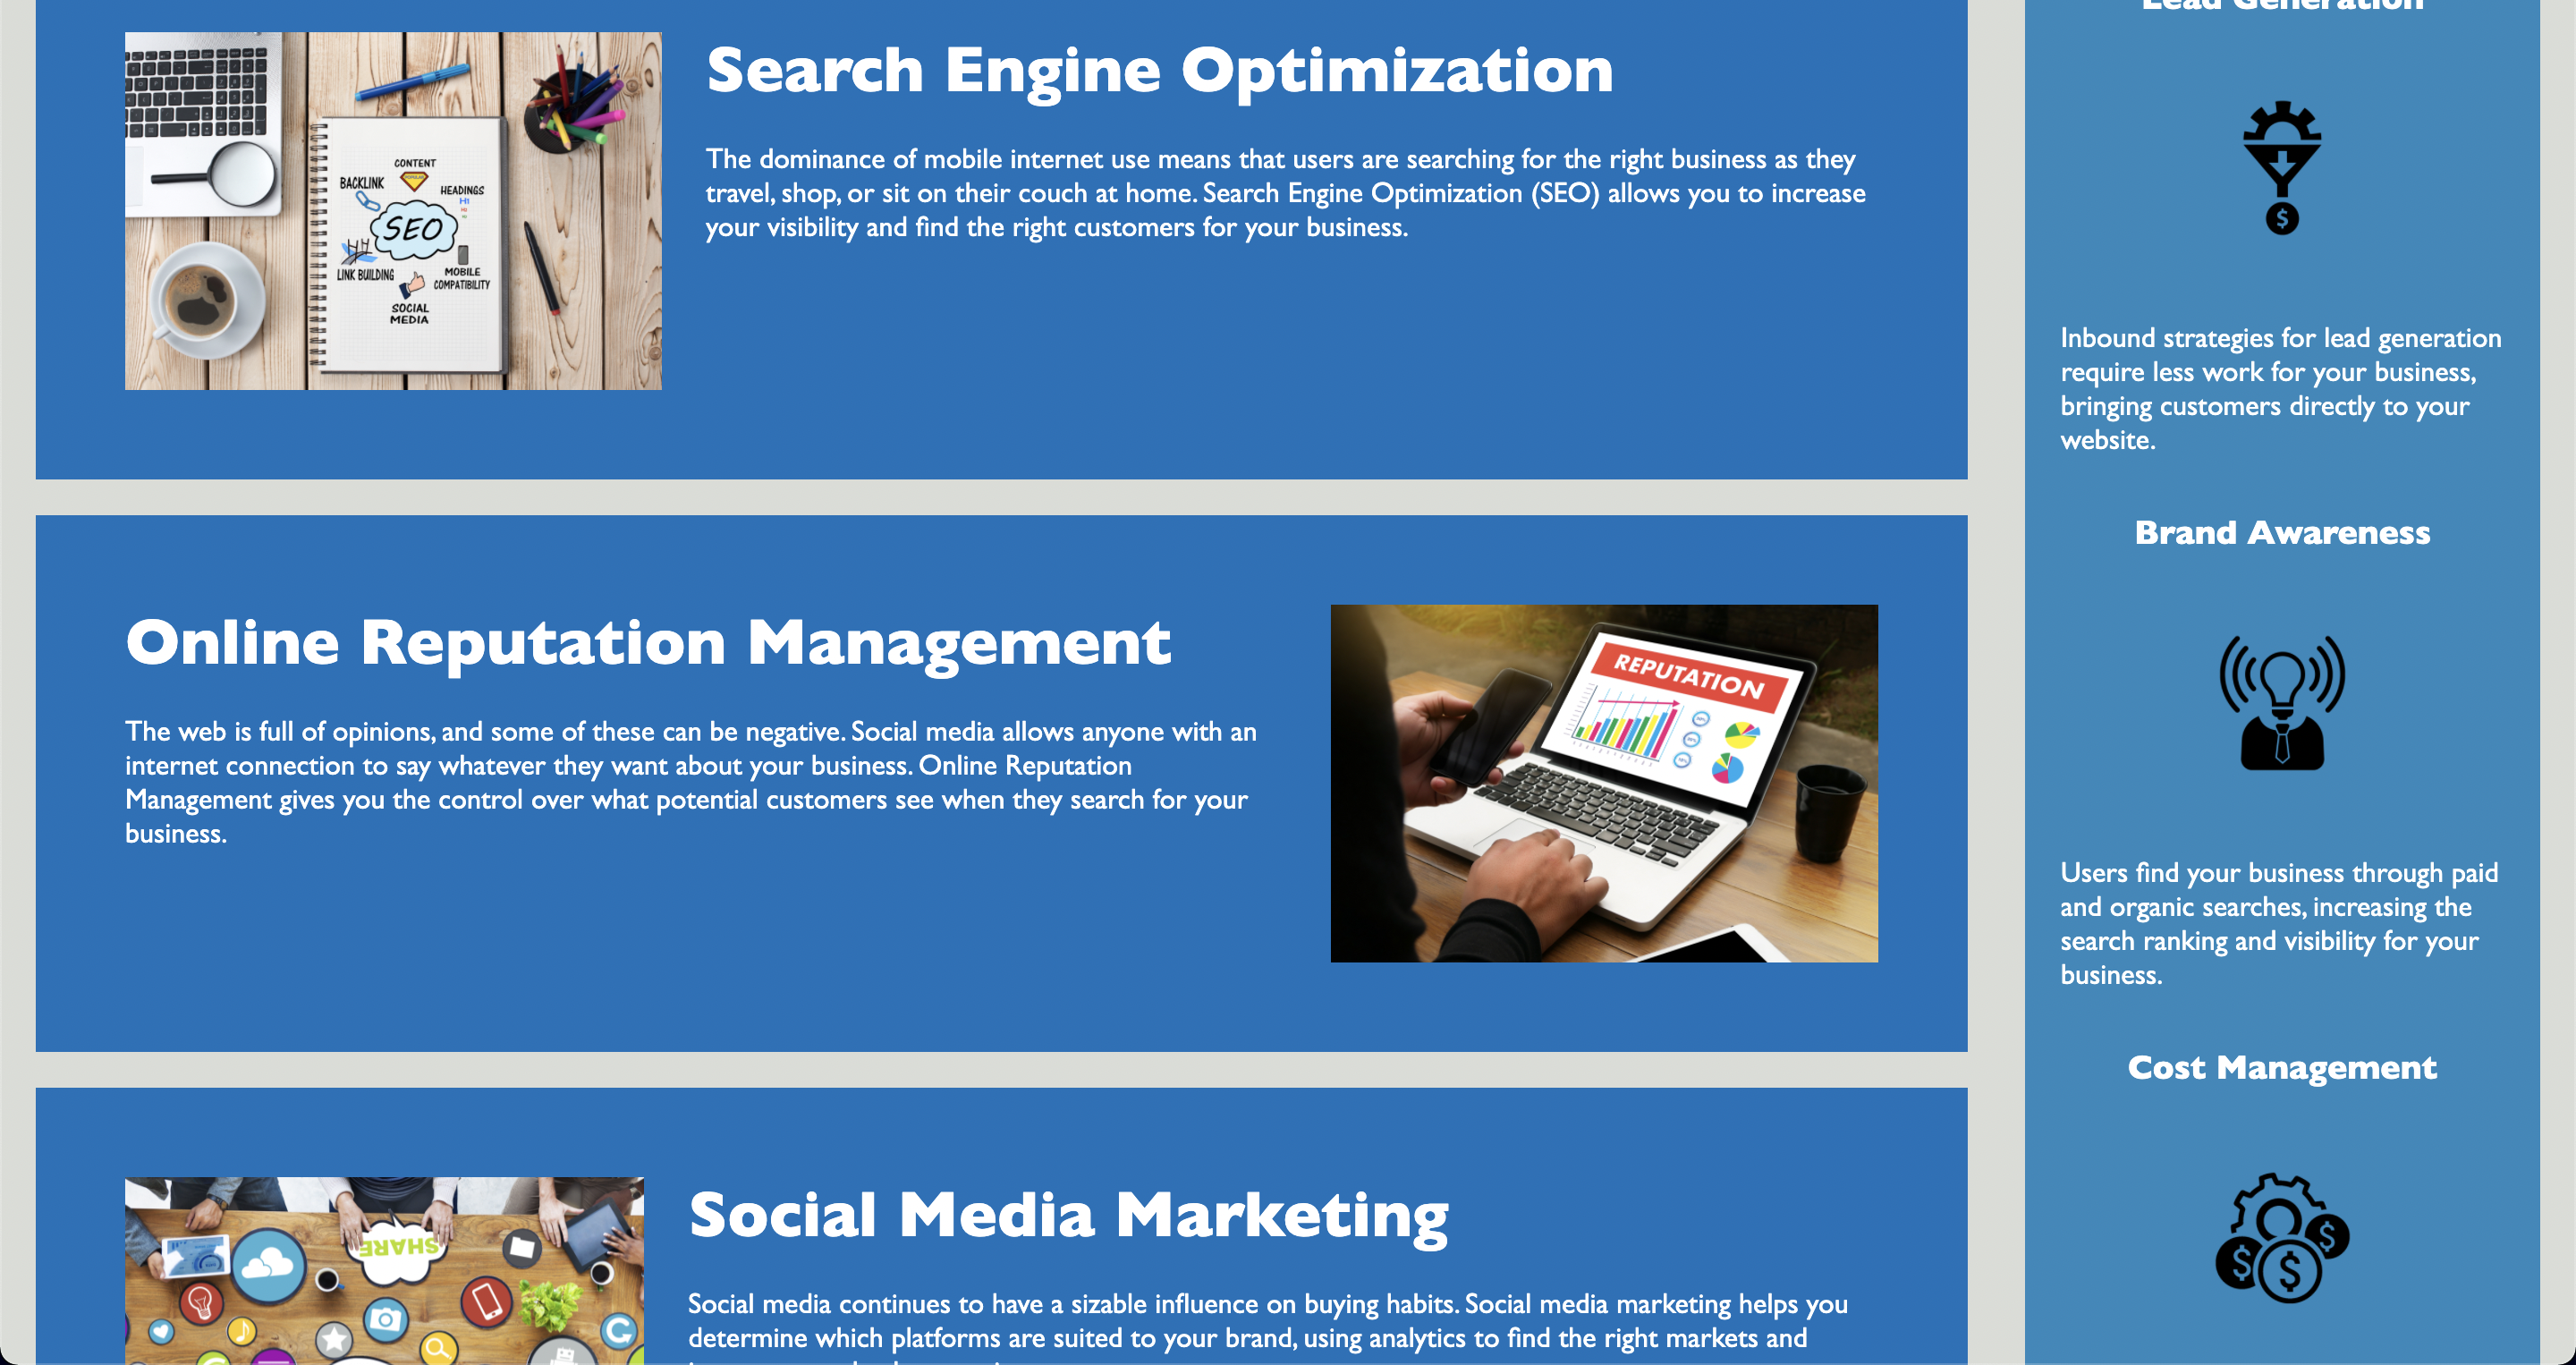 Search Engine Optimization
The dominance of mobile internet use means that users are searching for the right business as they
travel, shop, or sit on their couch at home. Search Engine Optimization (SEO) allows you to increase
your visibility and find the right customers for your business.
CONTENT
BACKLINK
HEADINGS
H1
SEO
LINK BUILDING
MOBILE
COMPATIBILITY
SOCIAL
MEDIA
Online Reputation Management
The web is full of opinions, and some of these can be negative. Social media allows anyone with an
internet connection to say whatever they want about your business. Online Reputation
Management gives you the control over what potential customers see when they search for your
business.
REPUTATION
Social Media Marketing
Social media continues to have a sizable influence on buying habits. Social media marketing helps you
determine which platforms are suited to your brand, using analytics to find the right markets and
SHARE
Lead Generation
$
Inbound strategies for lead generation
require less work for your business,
bringing customers directly to your
website.
Brand Awareness
Users find your business through paid
and organic searches, increasing the
search ranking and visibility for your
business.
Cost Management
$ $ $